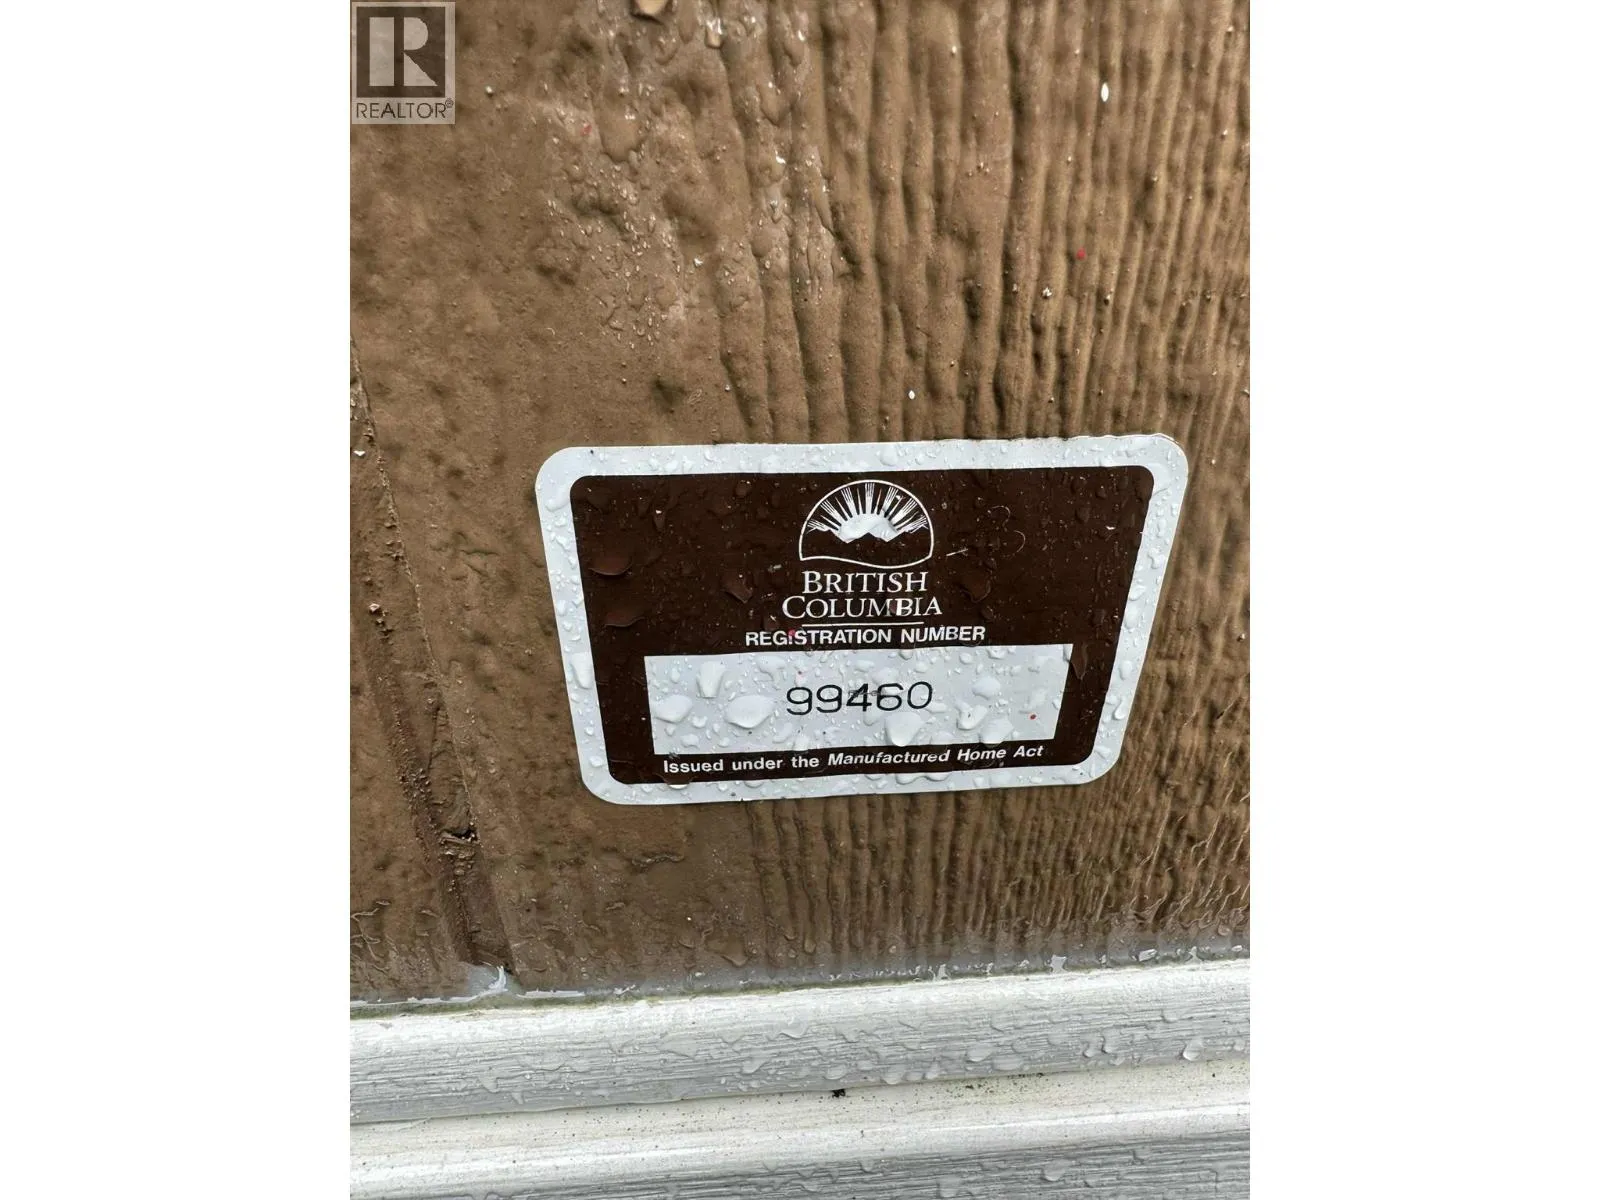 R
REALTOR®
BRITISH
COLUMBIA
REGISTRATION NUMBER
99460
Issued under the Manufactured Home Act